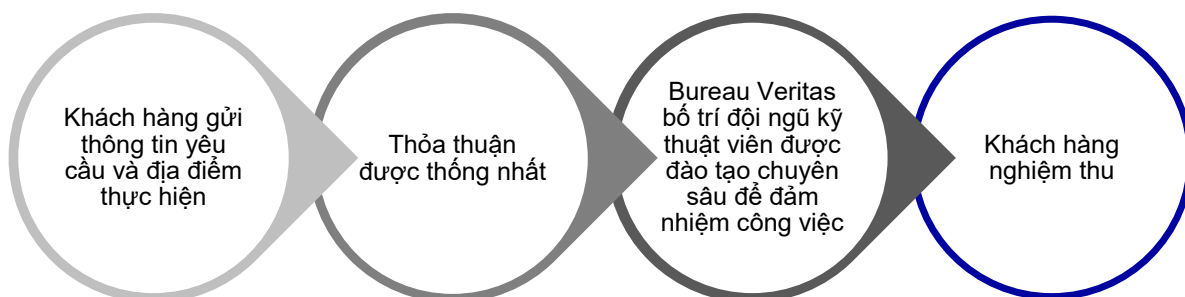 Khách hàng gửi
thông tin yêu
cầu và địa điểm
thực hiện
Thỏa thuận
được thống nhất
Bureau Veritas
bố trí đội ngũ kỹ
thuật viên được
đào tạo chuyên
sâu để đảm
nhiệm công việc
Khách hàng
nghiệm thu